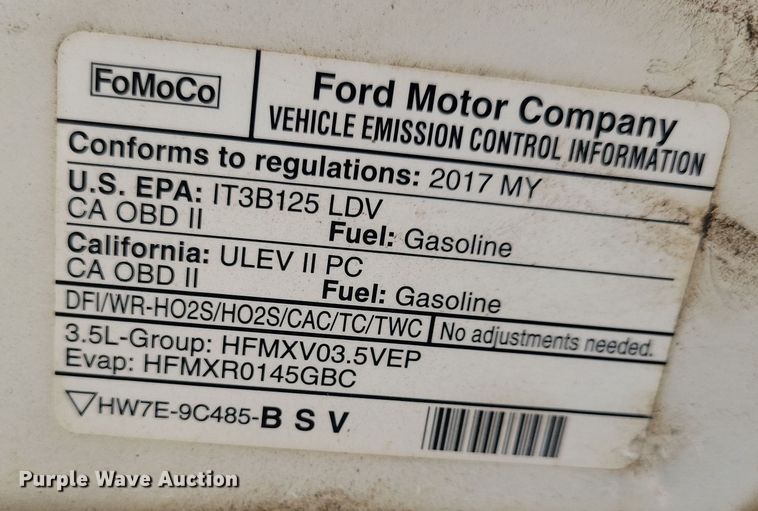 FoMoCo
Ford Motor Company
VEHICLE EMISSION CONTROL INFORMATION
Conforms to regulations: 2017 MY
U.S. EPA: IT3B125 LDV
CA OBD II Fuel: Gasoline
California: ULEV II PC
CA OBD II Fuel: Gasoline
DFI/WR-HO2S/HO2S/CAC/TC/TWC No adjustments needed.
3.5L-Group: HFMXV03.5VEP
Evap: HFMXR0145GBC
HW7E-9C485-B S V
Purple Wave Auction